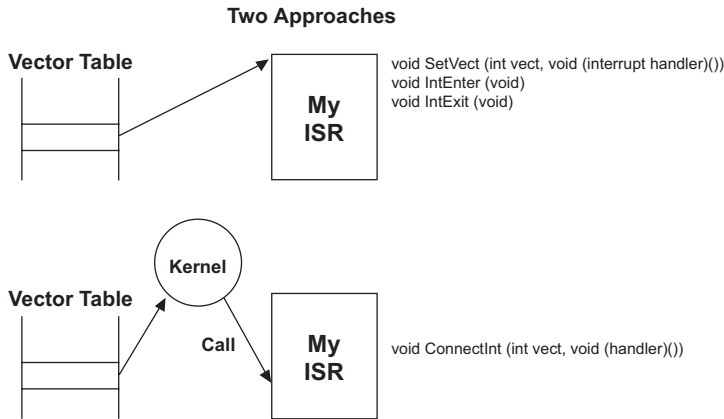 Two Approaches
Vector Table
My
ISR
void SetVect (int vect, void (interrupt handler)())
void IntEnter (void)
void IntExit (void)
Kernel
Vector Table
Call
My
ISR
void ConnectInt (int vect, void (handler)())